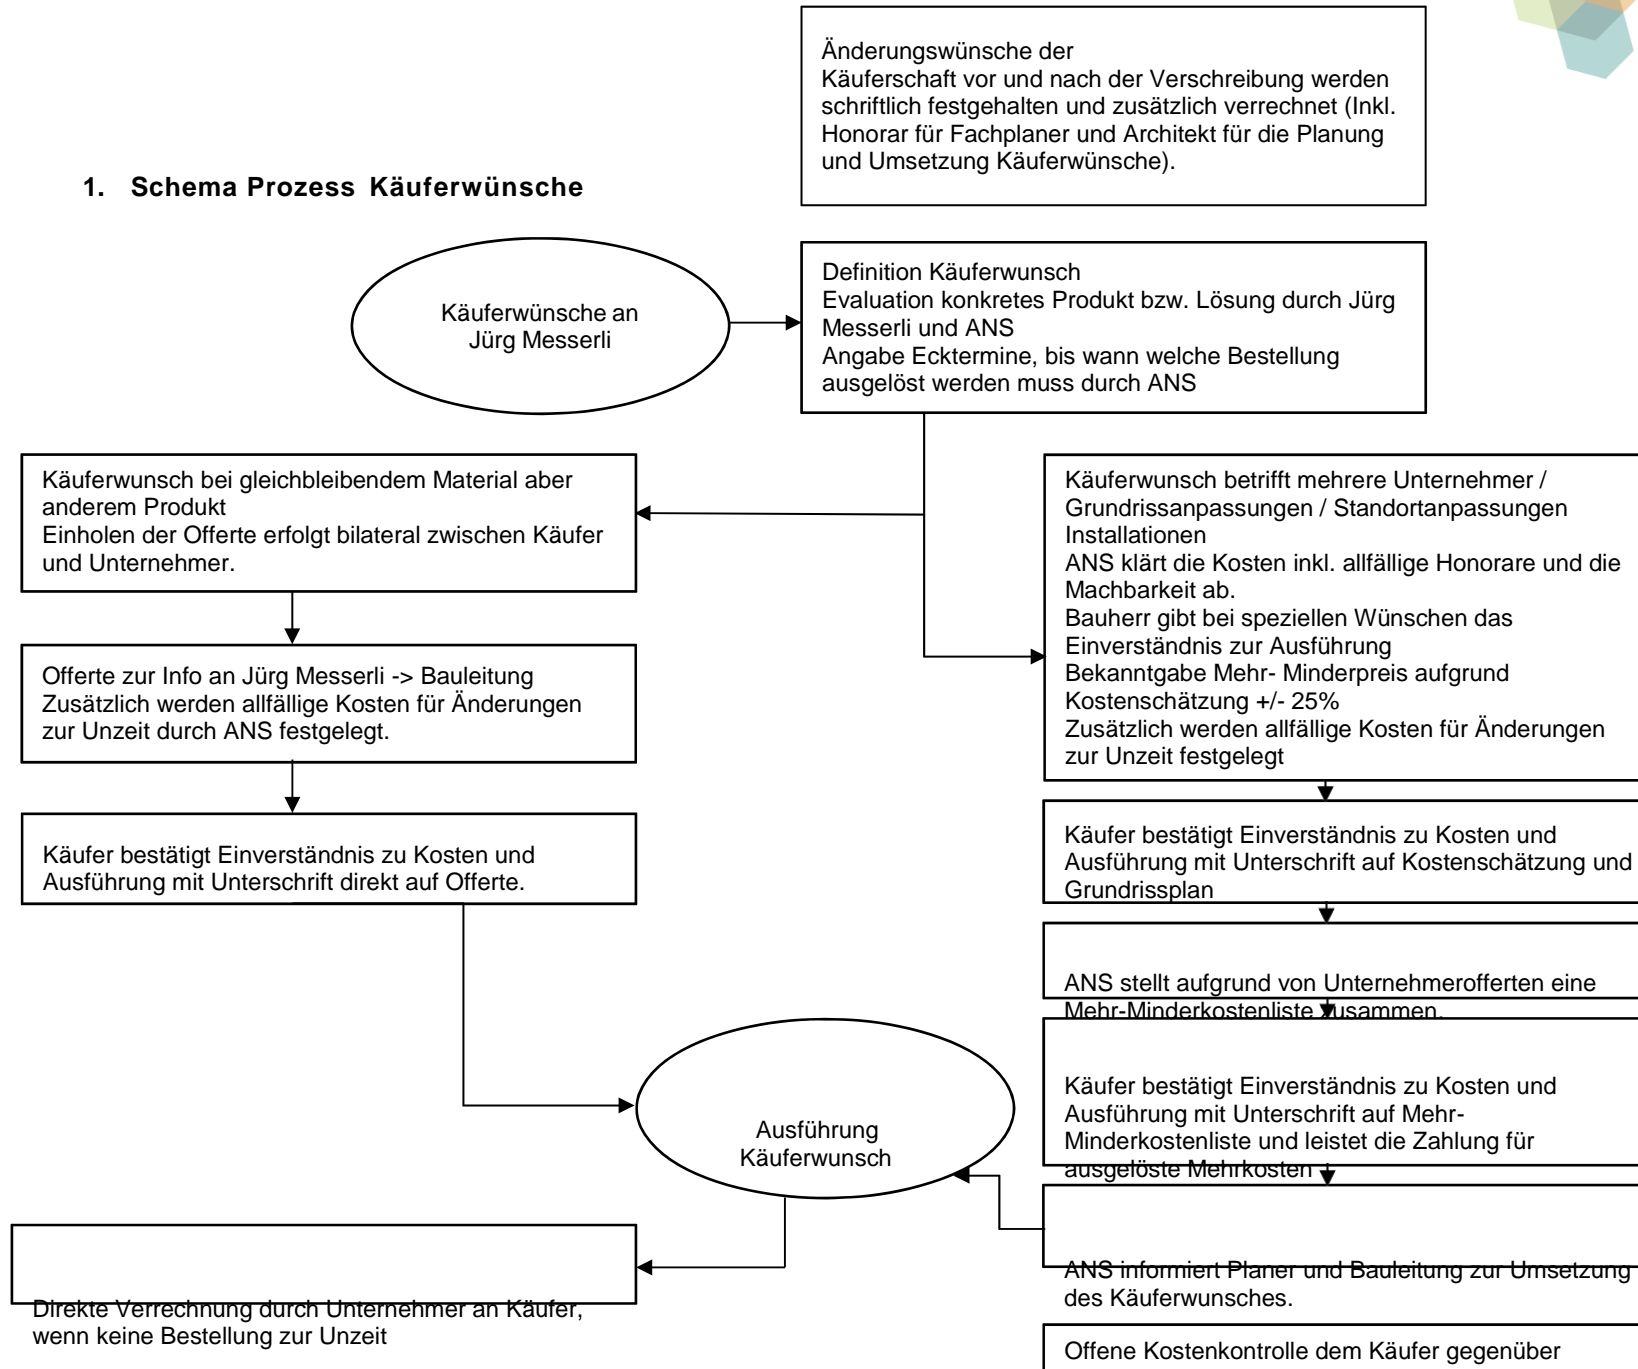 Änderungswünsche der
Käuferschaft vor und nach der Verschreibung werden
schriftlich festgehalten und zusätzlich verrechnet (Inkl.
Honorar für Fachplaner und Architekt für die Planung
und Umsetzung Käuferwünsche).
1. Schema Prozess Käuferwünsche
Käuferwünsche an
Jürg Messerli
Definition Käuferwunsch
Evaluation konkretes Produkt bzw. Lösung durch Jürg
Messerli und ANS
Angabe Ecktermine, bis wann welche Bestellung
ausgelöst werden muss durch ANS
Käuferwunsch bei gleichbleibendem Material aber
anderem Produkt
Einholen der Offerte erfolgt bilateral zwischen Käufer
und Unternehmer.
Offerte zur Info an Jürg Messerli -> Bauleitung
Zusätzlich werden allfällige Kosten für Änderungen
zur Unzeit durch ANS festgelegt.
Käufer bestätigt Einverständnis zu Kosten und
Ausführung mit Unterschrift direkt auf Offerte.
Käuferwunsch betrifft mehrere Unternehmer /
Grundrissanpassungen / Standortanpassungen
Installationen
ANS klärt die Kosten inkl. allfällige Honorare und die
Machbarkeit ab.
Bauherr gibt bei speziellen Wünschen das
Einverständnis zur Ausführung
Bekanntgabe Mehr- Minderpreis aufgrund
Kostenschätzung +/- 25%
Zusätzlich werden allfällige Kosten für Änderungen
zur Unzeit festgelegt
Käufer bestätigt Einverständnis zu Kosten und
Ausführung mit Unterschrift auf Kostenschätzung und
Grundrissplan
ANS stellt aufgrund von Unternehmerofferten eine
Mehr-Minderkostenliste zusammen.
Käufer bestätigt Einverständnis zu Kosten und
Ausführung mit Unterschrift auf Mehr-
Minderkostenliste und leistet die Zahlung für
ausgelöste Mehrkosten
ANS informiert Planer und Bauleitung zur Umsetzung
des Käuferwunsches.
Ausführung
Käuferwunsch
Direkte Verrechnung durch Unternehmer an Käufer,
wenn keine Bestellung zur Unzeit
Offene Kostenkontrolle dem Käufer gegenüber